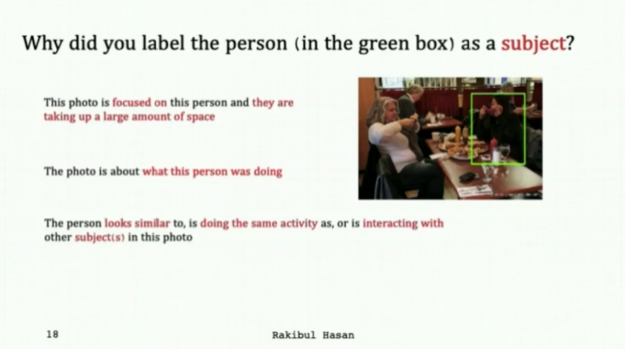 Why did you label the person (in the green box) as a subject?
This photo is focused on this person and they are
taking up a large amount of space
The photo is about what this person was doing
The person looks similar to, is doing the same activity as, or is interacting with
other subject(s) in this photo
18
Rakibul Hasan